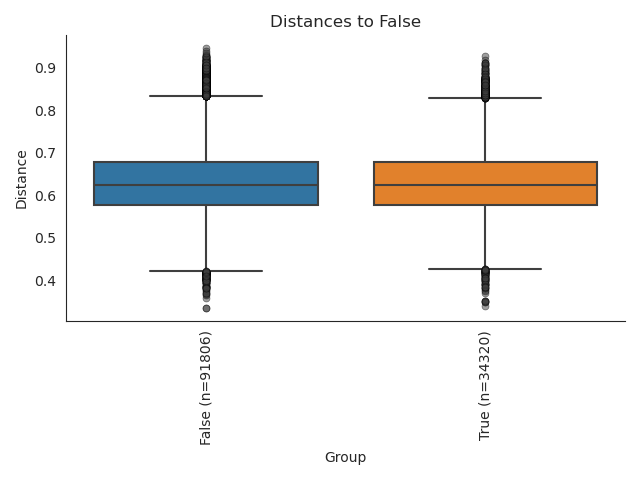 Distances to False
0.9
0.8
0.7
0.6
0.5
0.4
Distance
False (n=91806)
True (n=34320)
Group